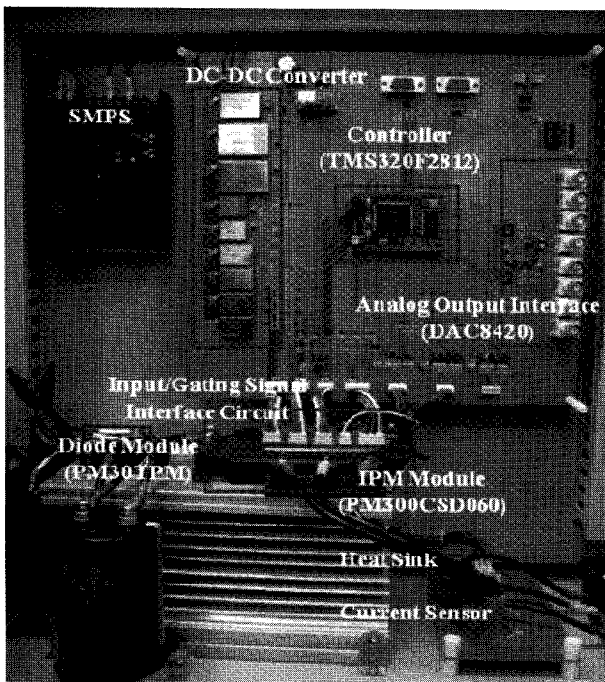 DC-DC Converter
SMPS
Controller
(TMS320F2812)
Analog Output Interface
(DAC8420)
Input/Gating Signal
Interface Circuit
Diode Module
(PM30TPM)
IPM Module
(PM300CSD060)
Heat Sink
Current Sensor